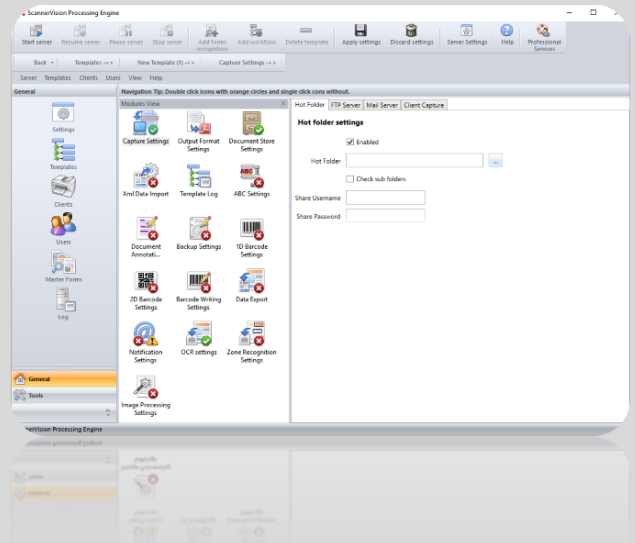 ScannerVision Processing Engine
Start server Resume server Pause server Stop server Add forms recognition Add workflow Delete template Apply settings Discard settings Server Settings Help Professional Services
Back Templates ->> New Template (1) ->> Capture Settings ->>
Server Templates Clients Users View Help
General
Navigation Tip: Double click icons with orange circles and single click icons without.
Settings
Templates
Clients
Users
Master Forms
Log
General
Tools
Modules View
Capture Settings
Output Format Settings
Document Store Settings
Xml Data Import
Template Log
ABC Settings
Document Annotati...
Backup Settings
1D Barcode Settings
2D Barcode Settings
Barcode Writing Settings
Data Export
Notification Settings
OCR settings
Zone Recognition Settings
Image Processing Settings
Hot Folder FTP Server Mail Server Client Capture
Hot folder settings
Enabled
Hot Folder ...
Check sub folders
Share Username
Share Password
nnerVision Processing Engine